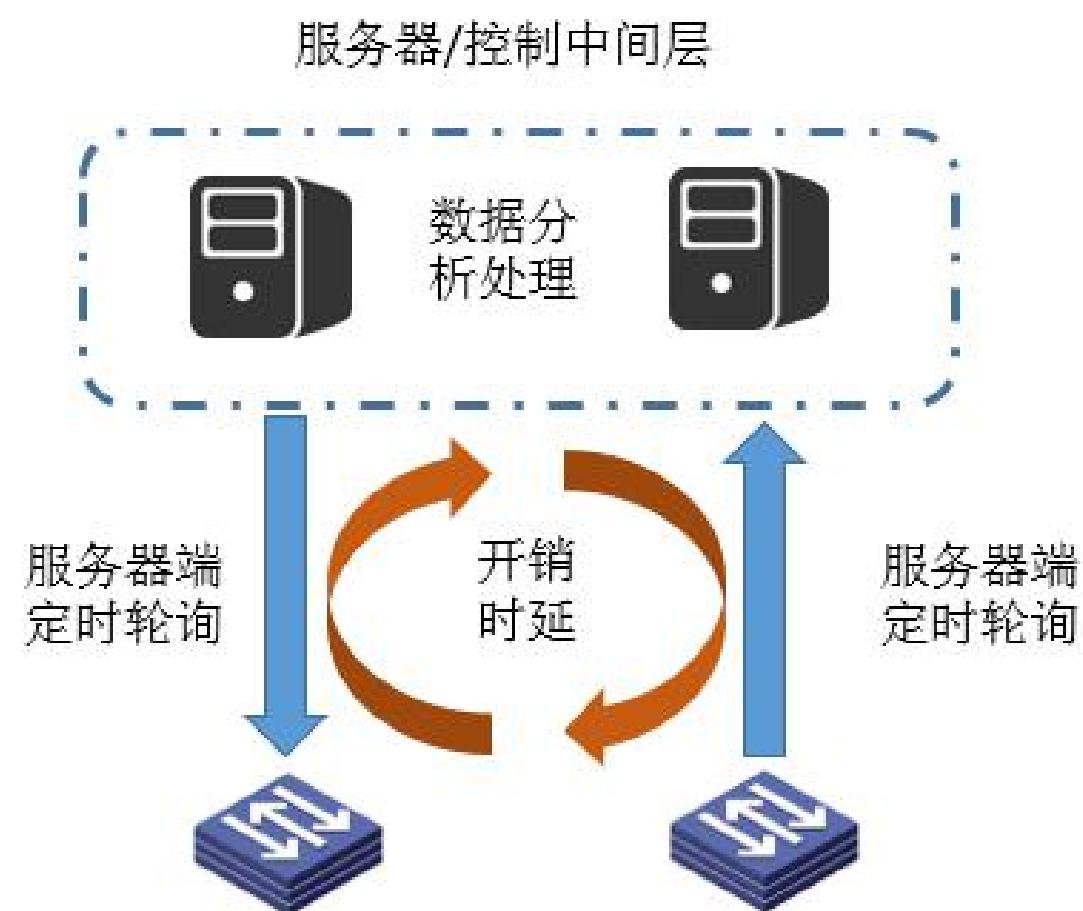 服务器/控制中间层
数据分
析处理
服务器端
定时轮询
开销
时延
服务器端
定时轮询